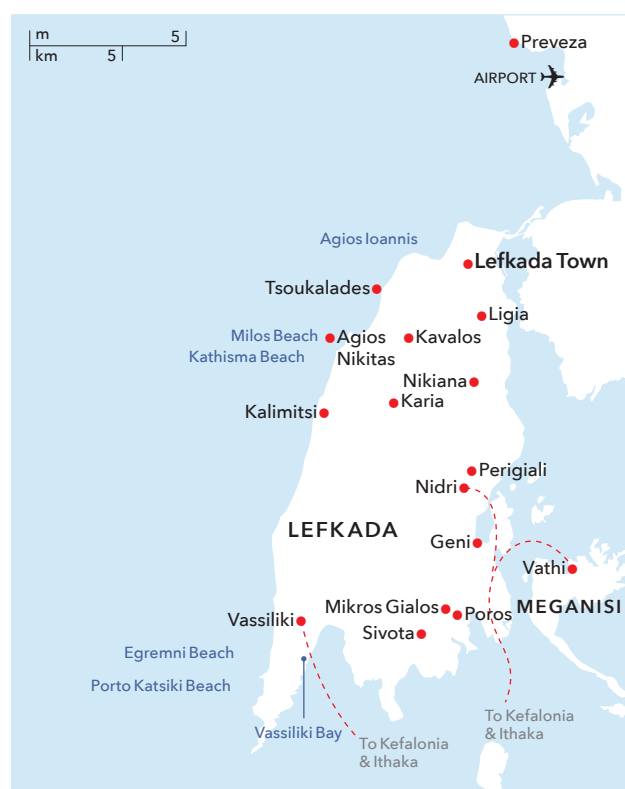 m 5
km 5
Preveza
AIRPORT
Agios Ioannis
Lefkada Town
Tsoukalades
Ligia
Milos Beach
Kathisma Beach
Agios
Nikitas
Kavalos
Nikiana
Karia
Kalimitsi
Perigiali
Nidri
LEFKADA
Geni
Vathi
MEGANISI
Mikros Gialos
Poros
Vassiliki
Sivota
Egremni Beach
Porto Katsiki Beach
Vassiliki Bay
To Kefalonia
& Ithaka
To Kefalonia
& Ithaka